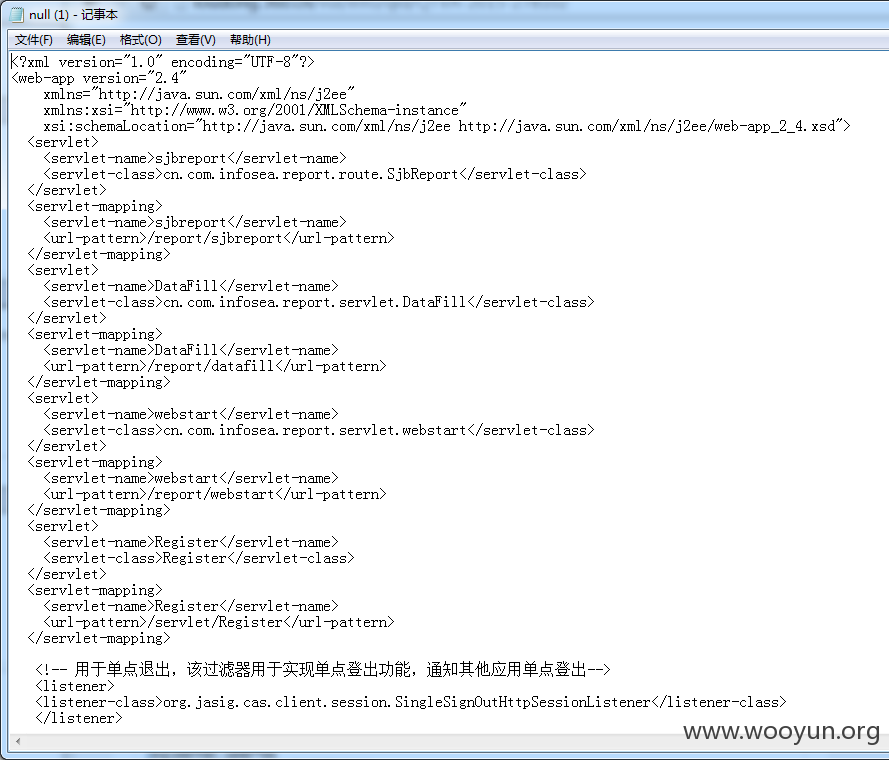 null (1) - 记事本
文件(F) 编辑(E) 格式(O) 查看(V) 帮助(H)
<?xml version="1.0" encoding="UTF-8"?>
<web-app version="2.4"
    xmlns="http://java.sun.com/xml/ns/j2ee"
    xmlns:xsi="http://www.w3.org/2001/XMLSchema-instance"
    xsi:schemaLocation="http://java.sun.com/xml/ns/j2ee http://java.sun.com/xml/ns/j2ee/web-app_2_4.xsd">
  <servlet>
    <servlet-name>sjbreport</servlet-name>
    <servlet-class>cn.com.infosea.report.route.SjbReport</servlet-class>
  </servlet>
  <servlet-mapping>
    <servlet-name>sjbreport</servlet-name>
    <url-pattern>/report/sjbreport</url-pattern>
  </servlet-mapping>
  <servlet>
    <servlet-name>DataFill</servlet-name>
    <servlet-class>cn.com.infosea.report.servlet.DataFill</servlet-class>
  </servlet>
  <servlet-mapping>
    <servlet-name>DataFill</servlet-name>
    <url-pattern>/report/datafill</url-pattern>
  </servlet-mapping>
  <servlet>
    <servlet-name>webstart</servlet-name>
    <servlet-class>cn.com.infosea.report.servlet.webstart</servlet-class>
  </servlet>
  <servlet-mapping>
    <servlet-name>webstart</servlet-name>
    <url-pattern>/report/webstart</url-pattern>
  </servlet-mapping>
  <servlet>
    <servlet-name>Register</servlet-name>
    <servlet-class>Register</servlet-class>
  </servlet>
  <servlet-mapping>
    <servlet-name>Register</servlet-name>
    <url-pattern>/servlet/Register</url-pattern>
  </servlet-mapping>
   <!-- 用于单点退出，该过滤器用于实现单点登出功能，通知其他应用单点登出-->
   <listener>
   <listener-class>org.jasig.cas.client.session.SingleSignOutHttpSessionListener</listener-class>
   </listener>
www.wooyun.org